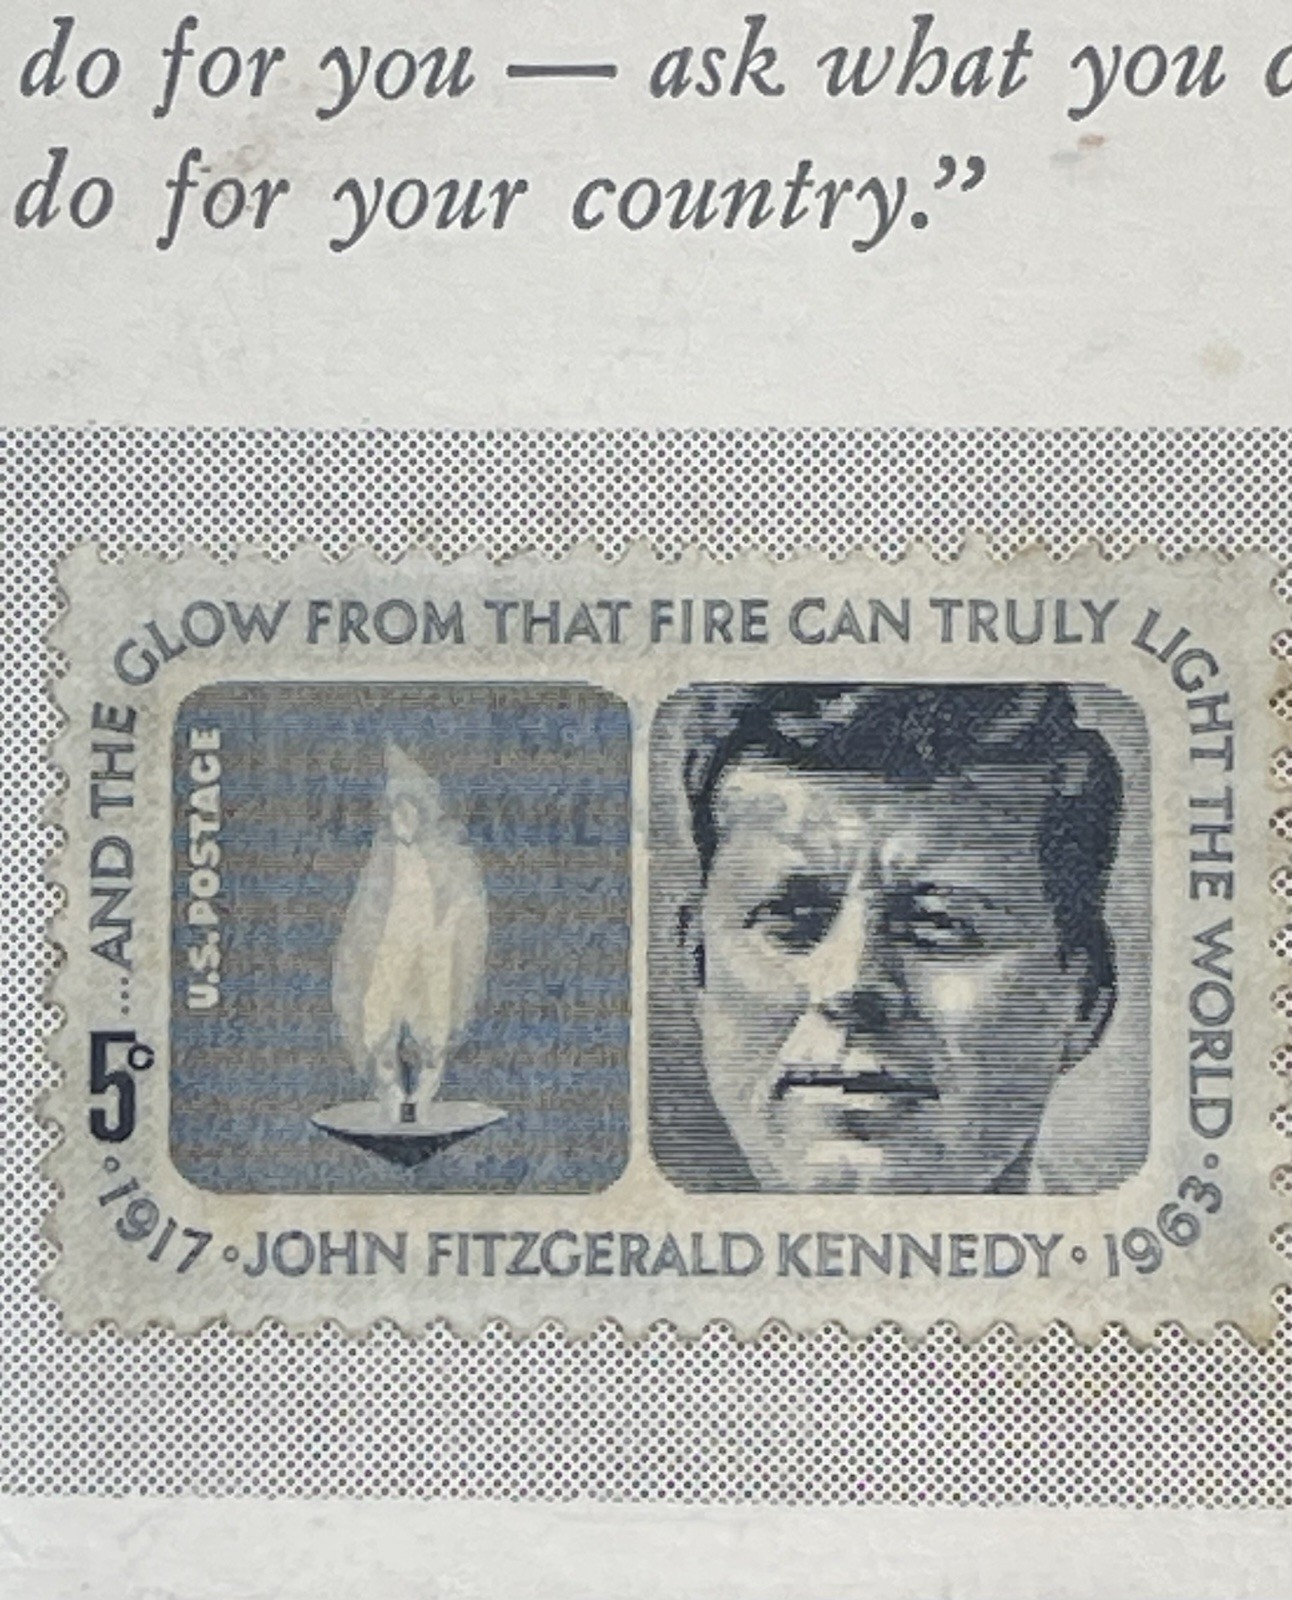 do for you — ask what you
do for your country.”
...AND THE GLOW FROM THAT FIRE CAN TRULY LIGHT THE WORLD
U.S.POSTAGE
5c
•1917•JOHN FITZGERALD KENNEDY•1963•